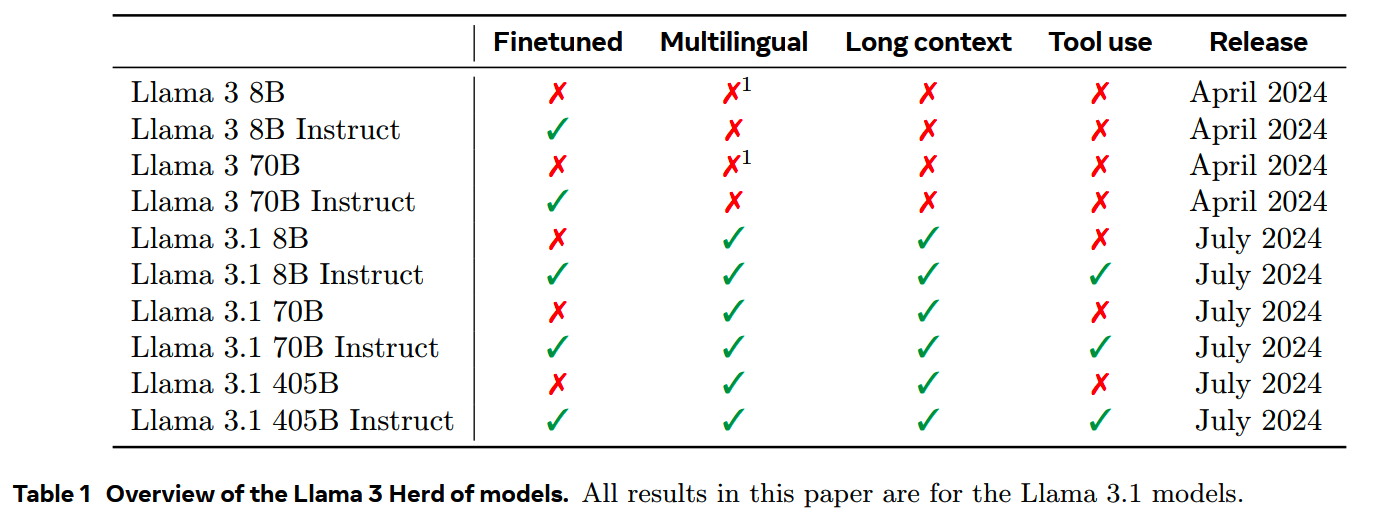 Finetuned Multilingual Long context Tool use Release
Llama 3 8B ✗ ✗1 ✗ ✗ April 2024
Llama 3 8B Instruct ✓ ✗ ✗ ✗ April 2024
Llama 3 70B ✗ ✗1 ✗ ✗ April 2024
Llama 3 70B Instruct ✓ ✗ ✗ ✗ April 2024
Llama 3.1 8B ✗ ✓ ✓ ✗ July 2024
Llama 3.1 8B Instruct ✓ ✓ ✓ ✓ July 2024
Llama 3.1 70B ✗ ✓ ✓ ✗ July 2024
Llama 3.1 70B Instruct ✓ ✓ ✓ ✓ July 2024
Llama 3.1 405B ✗ ✓ ✓ ✗ July 2024
Llama 3.1 405B Instruct ✓ ✓ ✓ ✓ July 2024
Table 1 Overview of the Llama 3 Herd of models. All results in this paper are for the Llama 3.1 models.